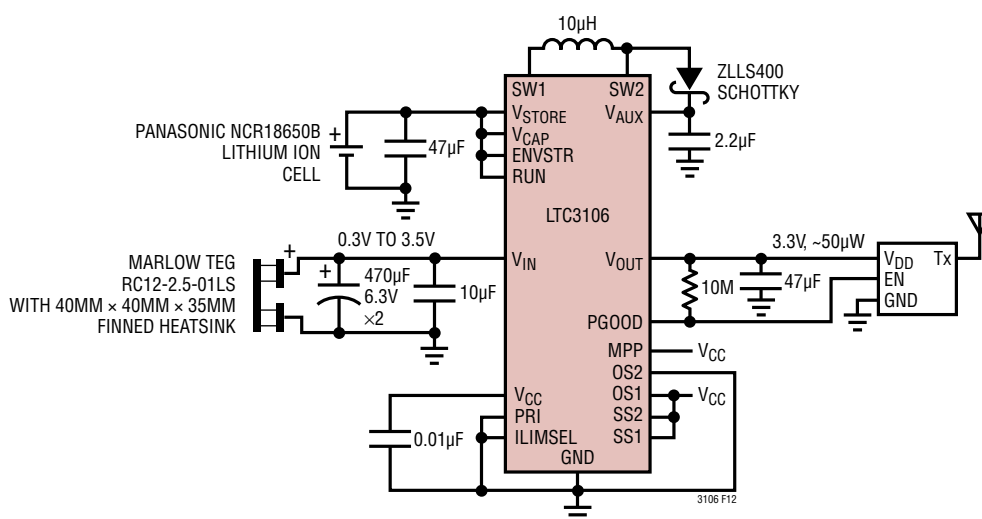 10µH
SW1
SW2
ZLLS400
SCHOTTKY
VSTORE
VAUX
PANASONIC NCR18650B
LITHIUM ION
CELL
+
47µF
VCAP
ENVSTR
RUN
2.2µF
LTC3106
0.3V TO 3.5V
3.3V, ~50µW
MARLOW TEG
RC12-2.5-01LS
WITH 40MM × 40MM × 35MM
FINNED HEATSINK
+
+
470µF
6.3V
×2
10µF
VIN
VOUT
10M
47µF
VDD
EN
GND
Tx
PGOOD
MPP
VCC
OS2
VCC
OS1
VCC
PRI
SS2
0.01µF
ILIMSEL
SS1
GND
3106 F12